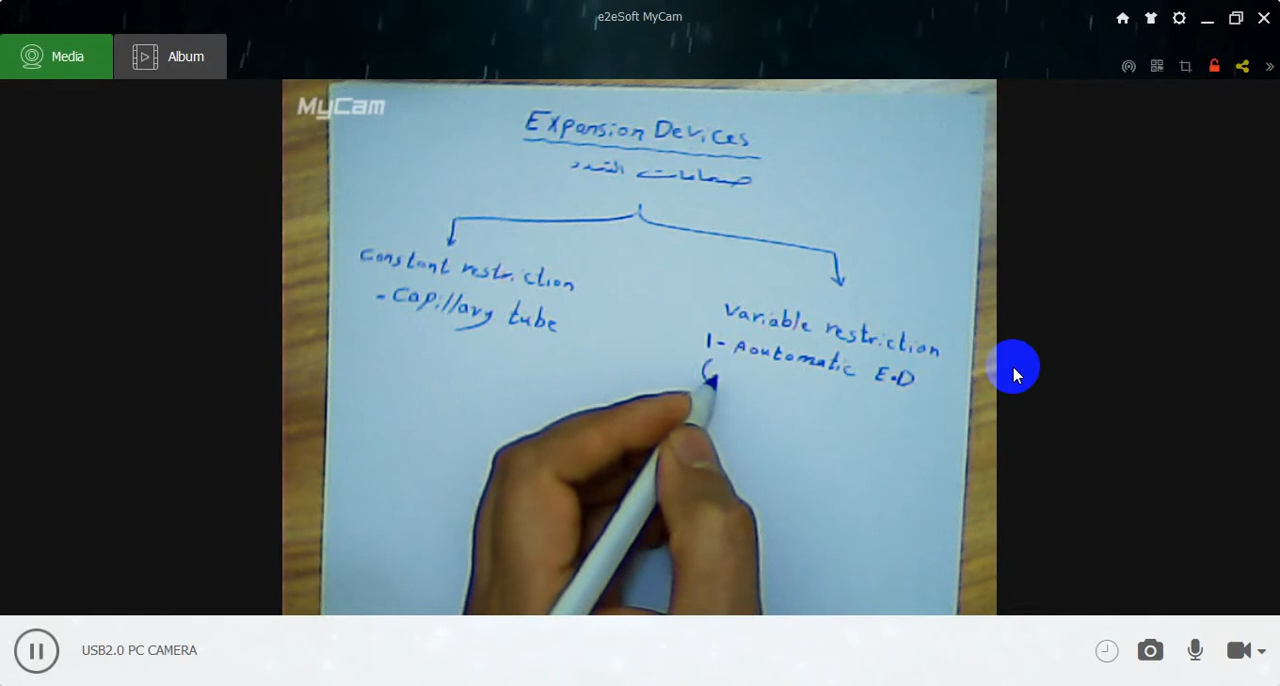 e2eSoft MyCam
Media
Album
MyCam
Expansion Devices
صمامات التمدد
Constant restriction
- Capillary tube
Variable restriction
1- Aoutomatic E.D
(
USB2.0 PC CAMERA